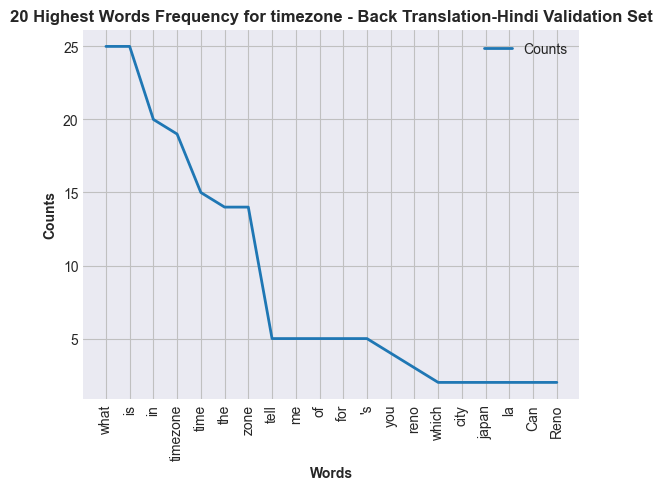 20 Highest Words Frequency for timezone - Back Translation-Hindi Validation Set
Counts
25
20
15
10
5
Counts
what
is
in
timezone
time
the
zone
tell
me
of
for
's
you
reno
which
city
japan
la
Can
Reno
Words